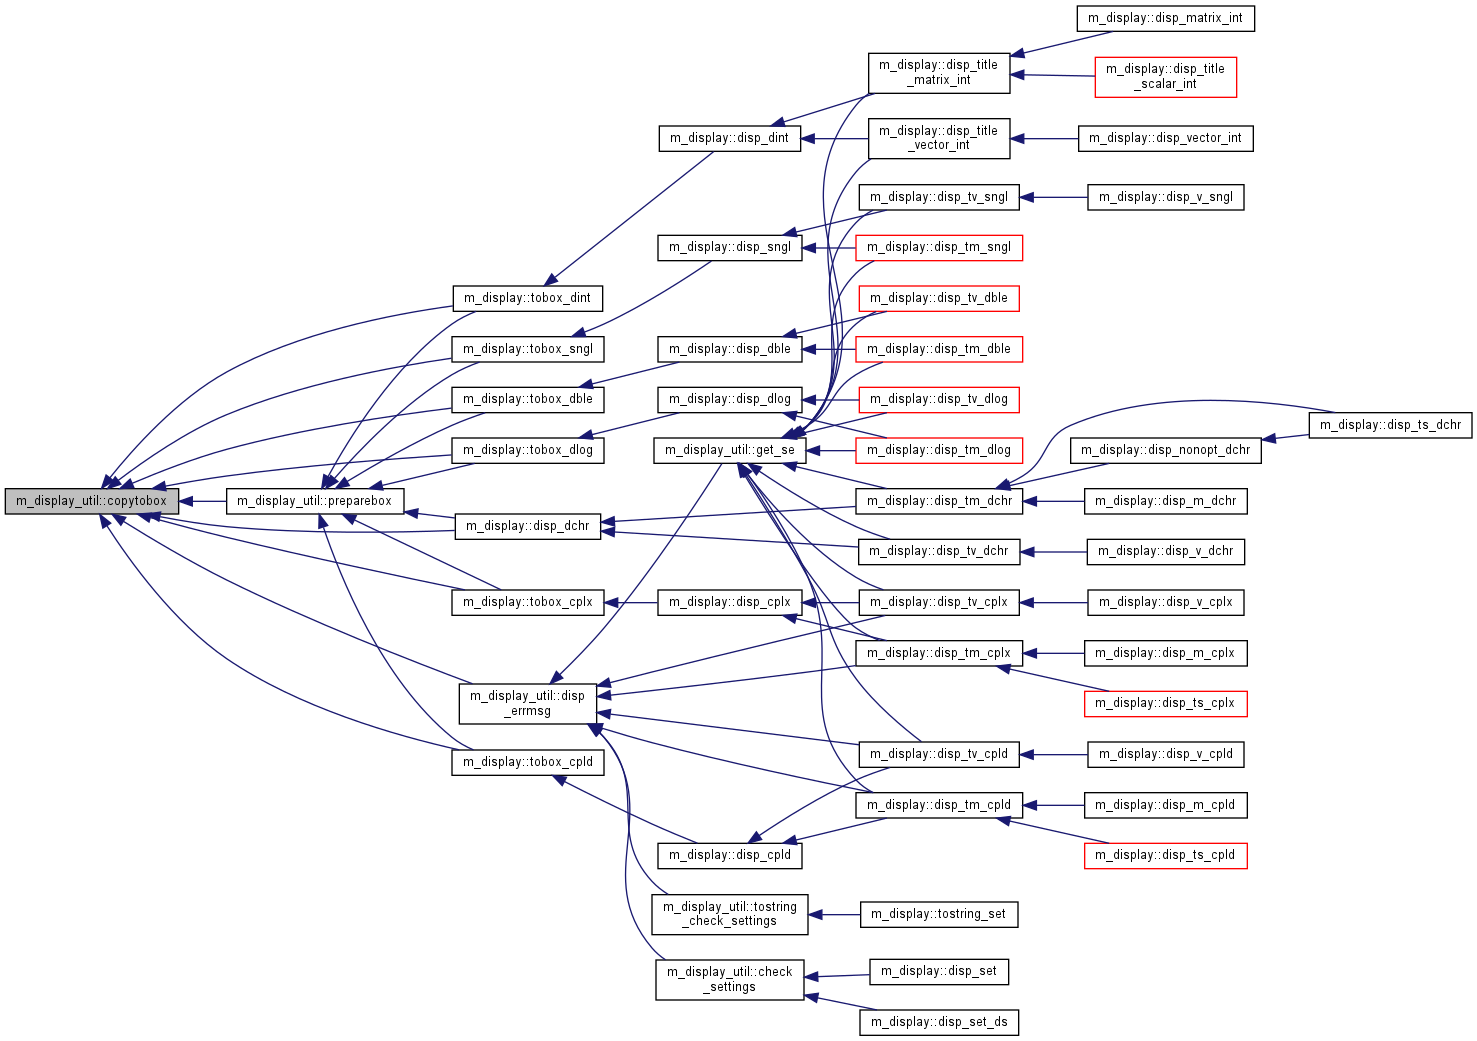 m_display_util::copytobox
m_display_util::preparebox
m_display::tobox_dint
m_display::tobox_sngl
m_display::tobox_dble
m_display::tobox_dlog
m_display::disp_dchr
m_display::tobox_cplx
m_display_util::disp
_errmsg
m_display::tobox_cpld
m_display::disp_dint
m_display::disp_sngl
m_display::disp_dble
m_display::disp_dlog
m_display_util::get_se
m_display::disp_cplx
m_display::disp_cpld
m_display_util::tostring
_check_settings
m_display_util::check
_settings
m_display::disp_title
_matrix_int
m_display::disp_title
_vector_int
m_display::disp_tv_sngl
m_display::disp_tm_sngl
m_display::disp_tv_dble
m_display::disp_tm_dble
m_display::disp_tv_dlog
m_display::disp_tm_dlog
m_display::disp_tm_dchr
m_display::disp_tv_dchr
m_display::disp_tv_cplx
m_display::disp_tm_cplx
m_display::disp_tv_cpld
m_display::disp_tm_cpld
m_display::tostring_set
m_display::disp_set
m_display::disp_set_ds
m_display::disp_matrix_int
m_display::disp_title
_scalar_int
m_display::disp_vector_int
m_display::disp_v_sngl
m_display::disp_nonopt_dchr
m_display::disp_m_dchr
m_display::disp_v_dchr
m_display::disp_v_cplx
m_display::disp_m_cplx
m_display::disp_ts_cplx
m_display::disp_v_cpld
m_display::disp_m_cpld
m_display::disp_ts_cpld
m_display::disp_ts_dchr